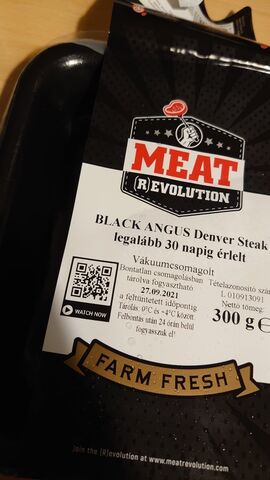 MEAT
(R)EVOLUTION
BLACK ANGUS Denver Steak
legalább 30 napig érlelt
Vákuumcsomagolt
Bontatlan csomagolásban
tárolva fogyasztható
27.09.2021
a feltüntetett időpontig
Tárolás: 0°C és +4°C között
Felbontás után 24 órán belül
fogyasszuk el!
Tételazonosító szám
L 010913091
Nettó tömeg:
300 g e
WATCH NOW
FARM FRESH
Join the (R)evolution at www.meatrevolution.com